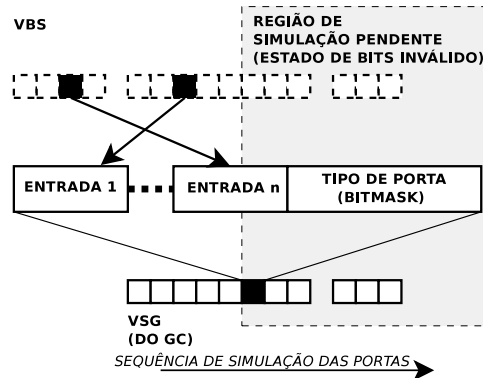 VBS
REGIÃO DE
SIMULAÇÃO PENDENTE
(ESTADO DE BITS INVÁLIDO)
ENTRADA 1
ENTRADA n
TIPO DE PORTA
(BITMASK)
VSG
(DO GC)
SEQUÊNCIA DE SIMULAÇÃO DAS PORTAS